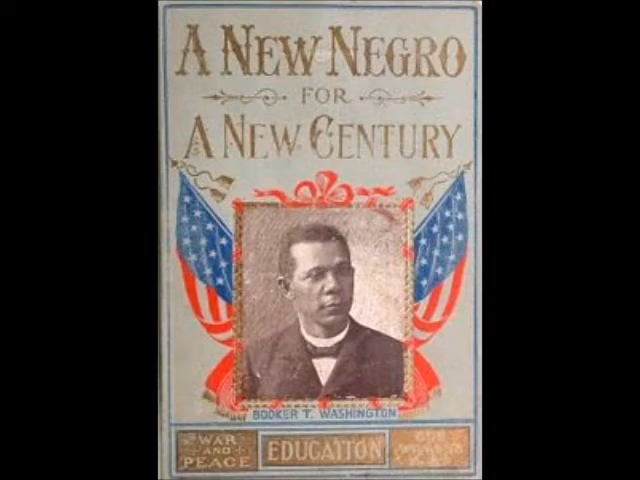 A NEW NEGRO
FOR
A NEW CENTURY
BOOKER T. WASHINGTON
WAR
AND
PEACE
EDUCATION